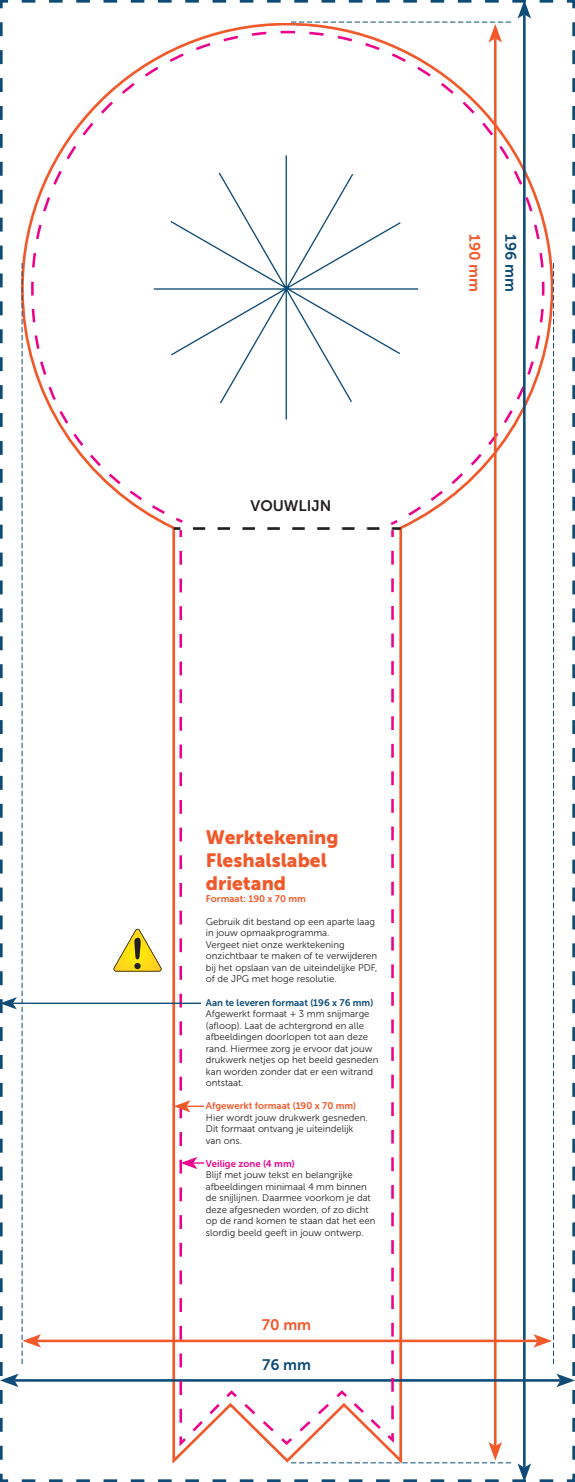 190 mm
196 mm
VOUWLIJN
Werktekening
Fleshalslabel
drietand
Formaat: 190 x 70 mm
Gebruik dit bestand op een aparte laag
in jouw opmaakprogramma.
Vergeet niet onze werktekening
onzichtbaar te maken of te verwijderen
bij het opslaan van de uiteindelijke PDF,
of de JPG met hoge resolutie.
Aan te leveren formaat (196 x 76 mm)
Afgewerkt formaat + 3 mm snijmarge
(afloop). Laat de achtergrond en alle
afbeeldingen doorlopen tot aan deze
rand. Hiermee zorg je ervoor dat jouw
drukwerk netjes op het beeld gesneden
kan worden zonder dat er een witrand
ontstaat.
Afgewerkt formaat (190 x 70 mm)
Hier wordt jouw drukwerk gesneden.
Dit formaat ontvang je uiteindelijk
van ons.
Veilige zone (4 mm)
Blijf met jouw tekst en belangrijke
afbeeldingen minimaal 4 mm binnen
de snijlijnen. Daarmee voorkom je dat
deze afgesneden worden, of zo dicht
op de rand komen te staan dat het een
slordig beeld geeft in jouw ontwerp.
70 mm
76 mm